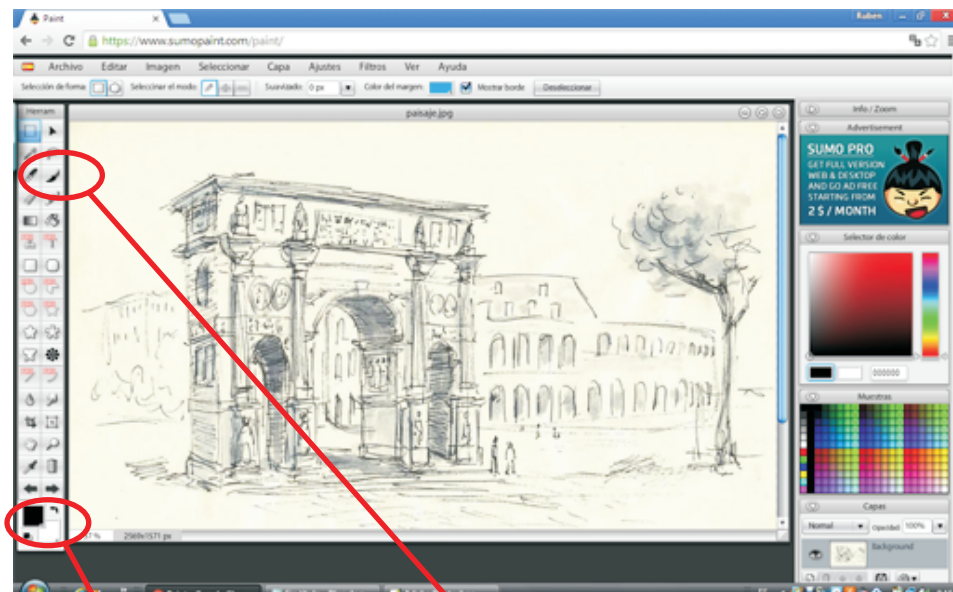 Paint
Ruben
https://www.sumopaint.com/paint/
Archivo Editar Imagen Seleccionar Capa Ajustes Filtros Ver Ayuda
Selección de forma: Seleccinar el modo: Suavizado: 0 px Color del margen: Mostrar borde Deseleccionar
Herram
paisaje.jpg
Info / Zoom
Advertisement
SUMO PRO
GET FULL VERSION
WEB & DESKTOP
AND GO AD FREE
STARTING FROM
2 $ / MONTH
Selector de color
000000
Muestras
Capas
Normal Opacidad: 100%
Background
2569x1571 px